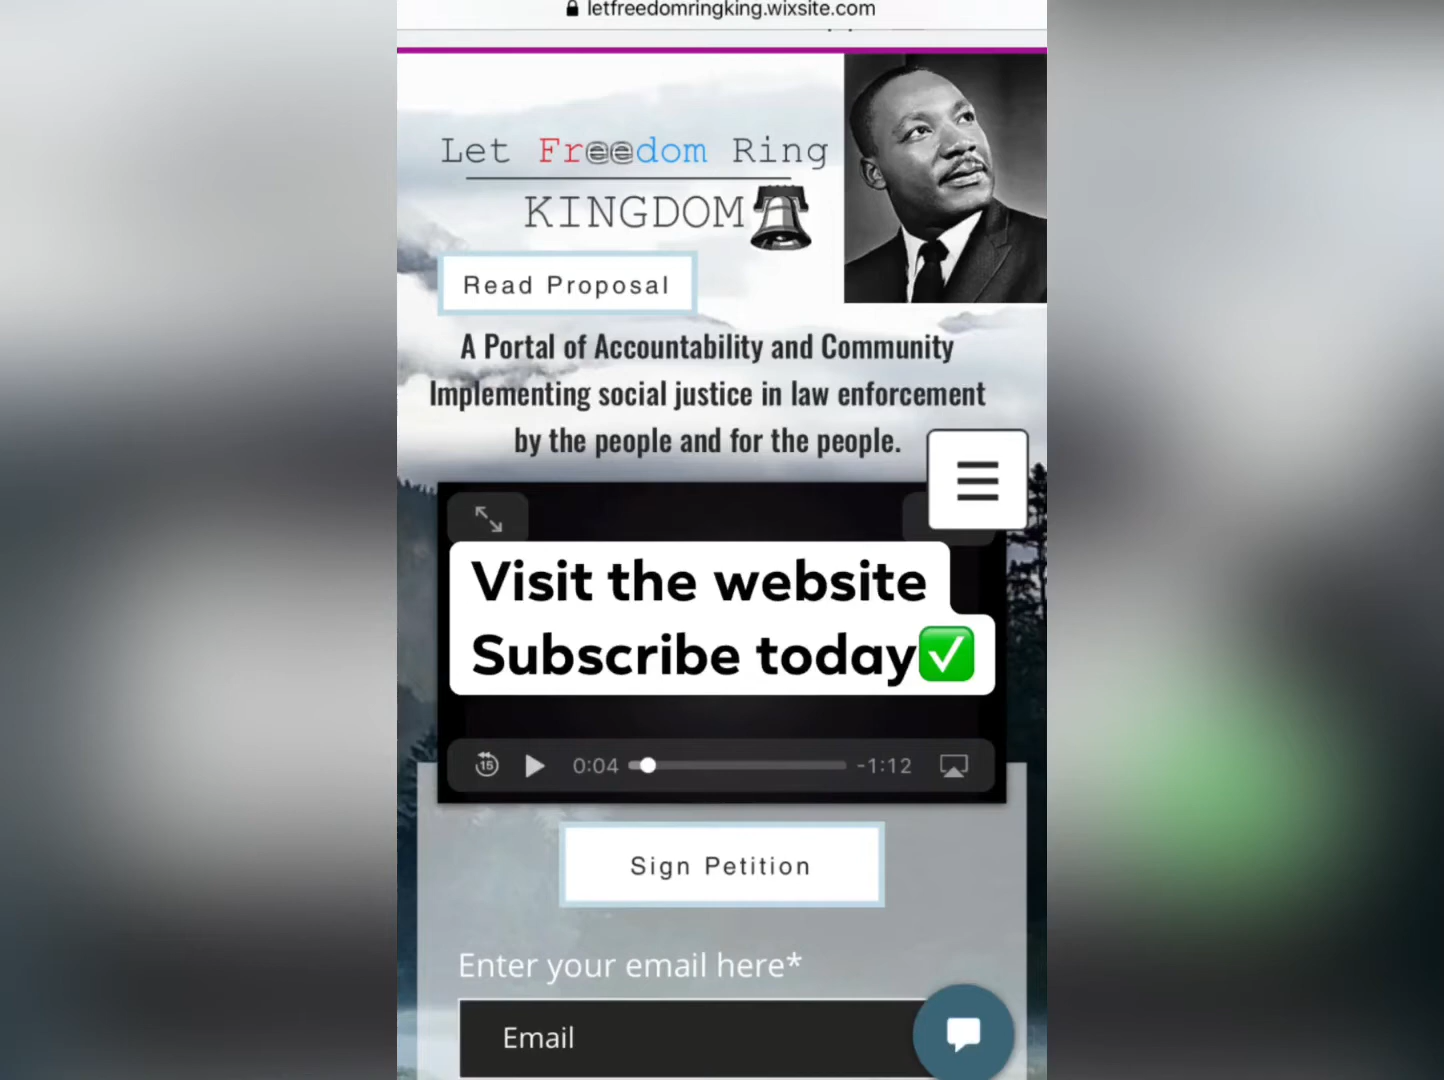 letfreedomringking.wixsite.com
Let Freedom Ring
KINGDOM
Read Proposal
A Portal of Accountability and Community
Implementing social justice in law enforcement
by the people and for the people.
Visit the website
Subscribe today✅
15
0:04
-1:12
Sign Petition
Enter your email here*
Email